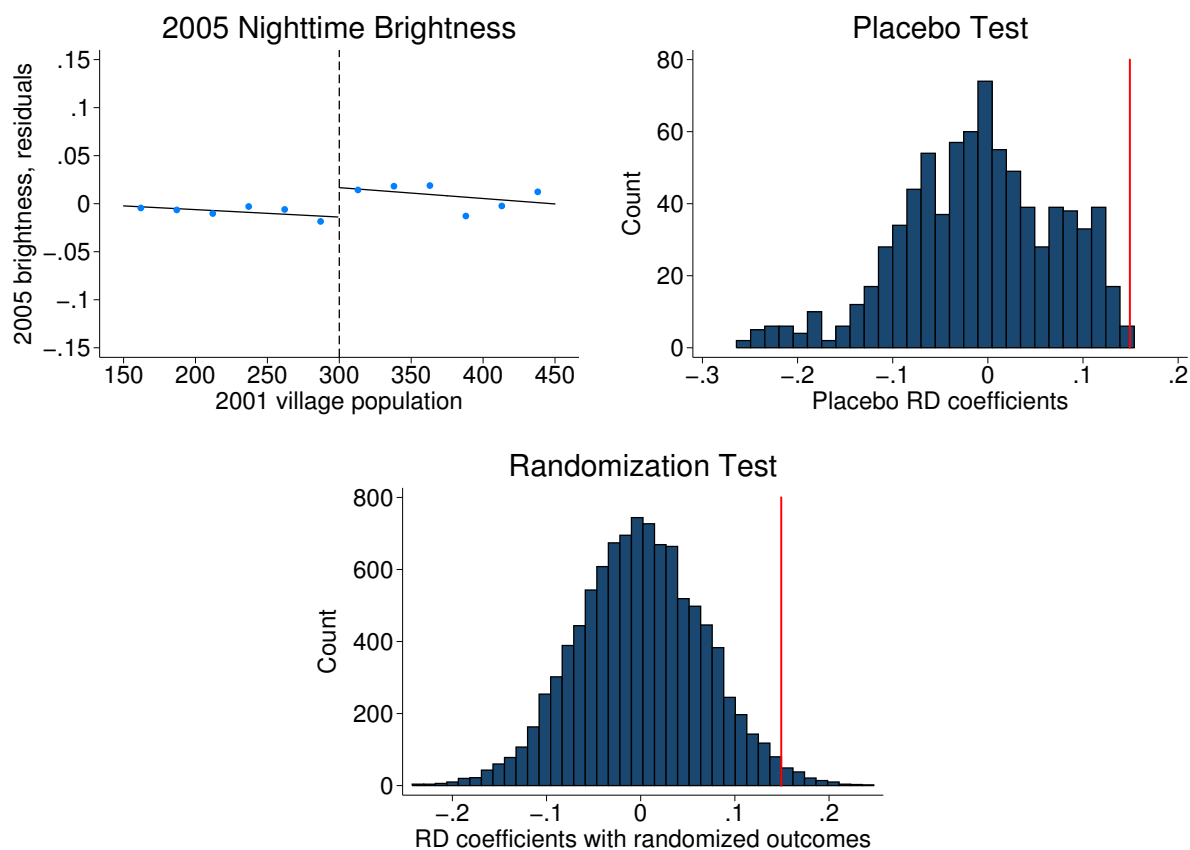 2005 Nighttime Brightness
2005 brightness, residuals
.15
.1
.05
0
−.05
−.1
−.15
150 200 250 300 350 400 450
2001 village population
Placebo Test
Count
80
60
40
20
0
−.3 −.2 −.1 0 .1 .2
Placebo RD coefficients
Randomization Test
Count
800
600
400
200
0
−.2 −.1 0 .1 .2
RD coefficients with randomized outcomes